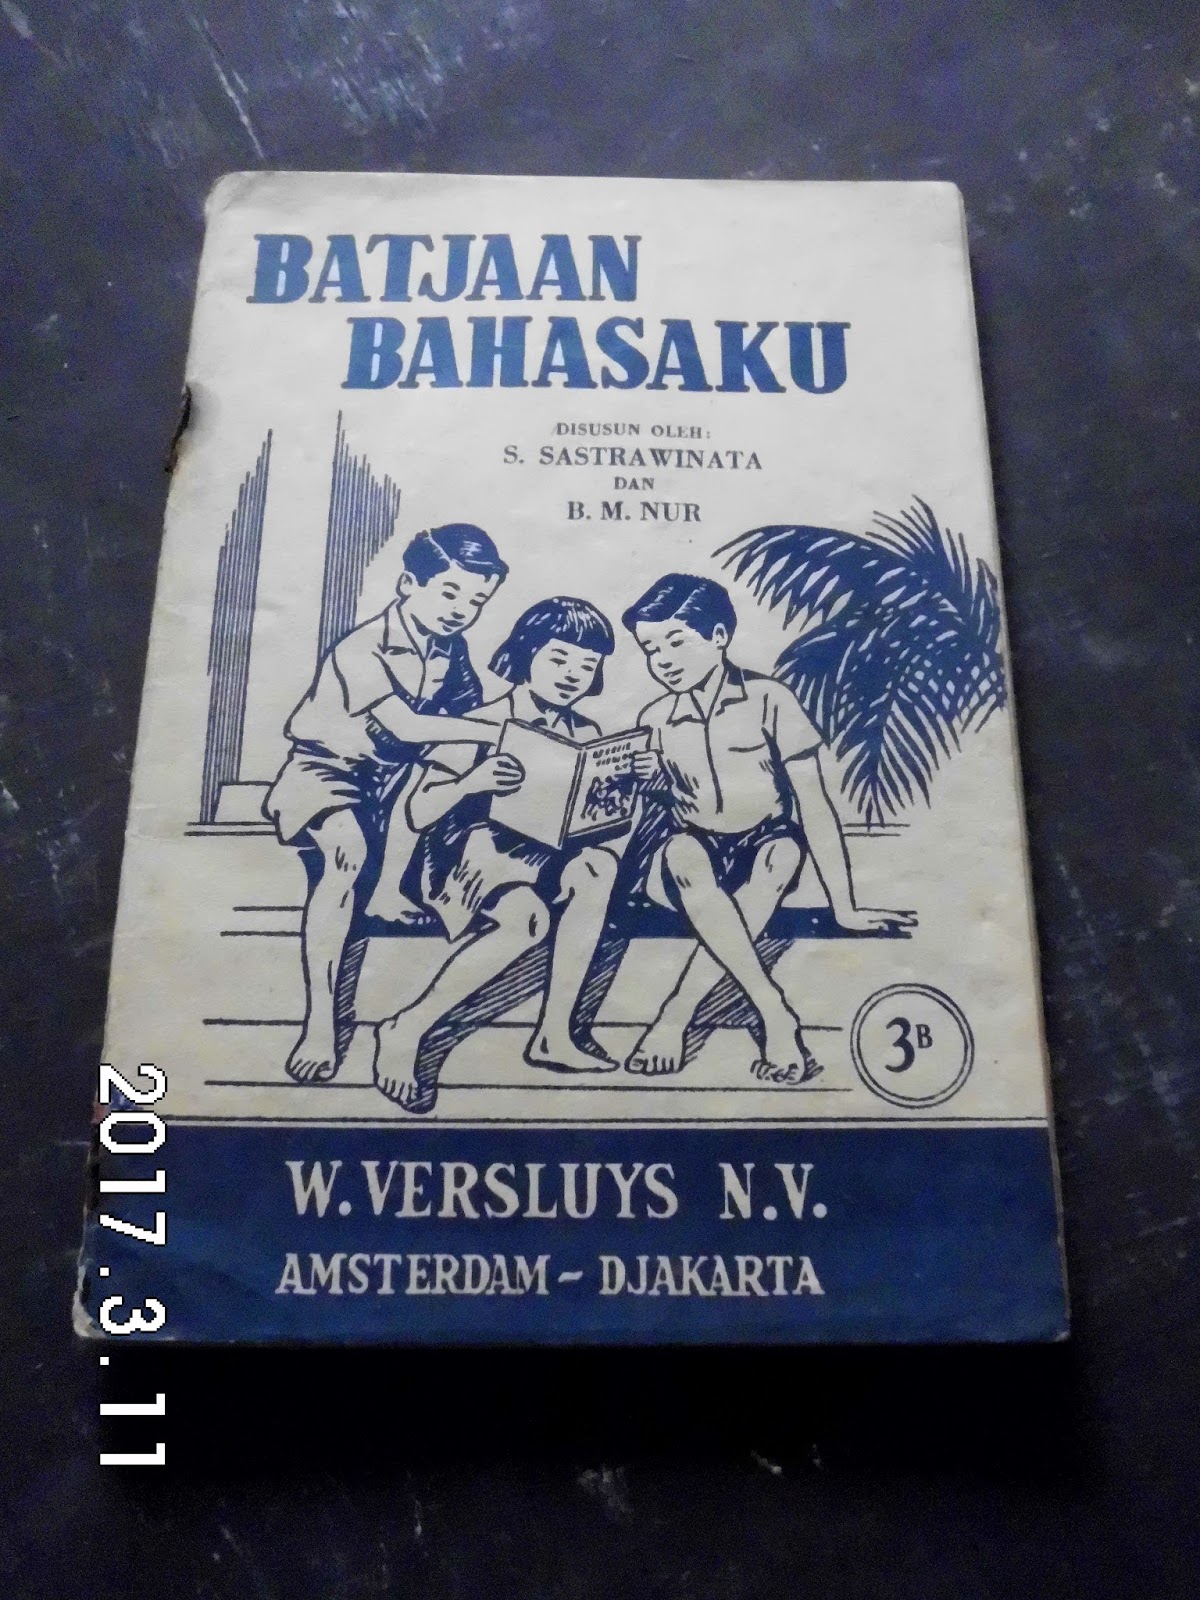 BATJAAN
BAHASAKU
DISUSUN OLEH:
S. SASTRAWINATA
DAN
B. M. NUR
3B
W. VERSLUYS N.V.
AMSTERDAM – DJAKARTA
2017.3.11